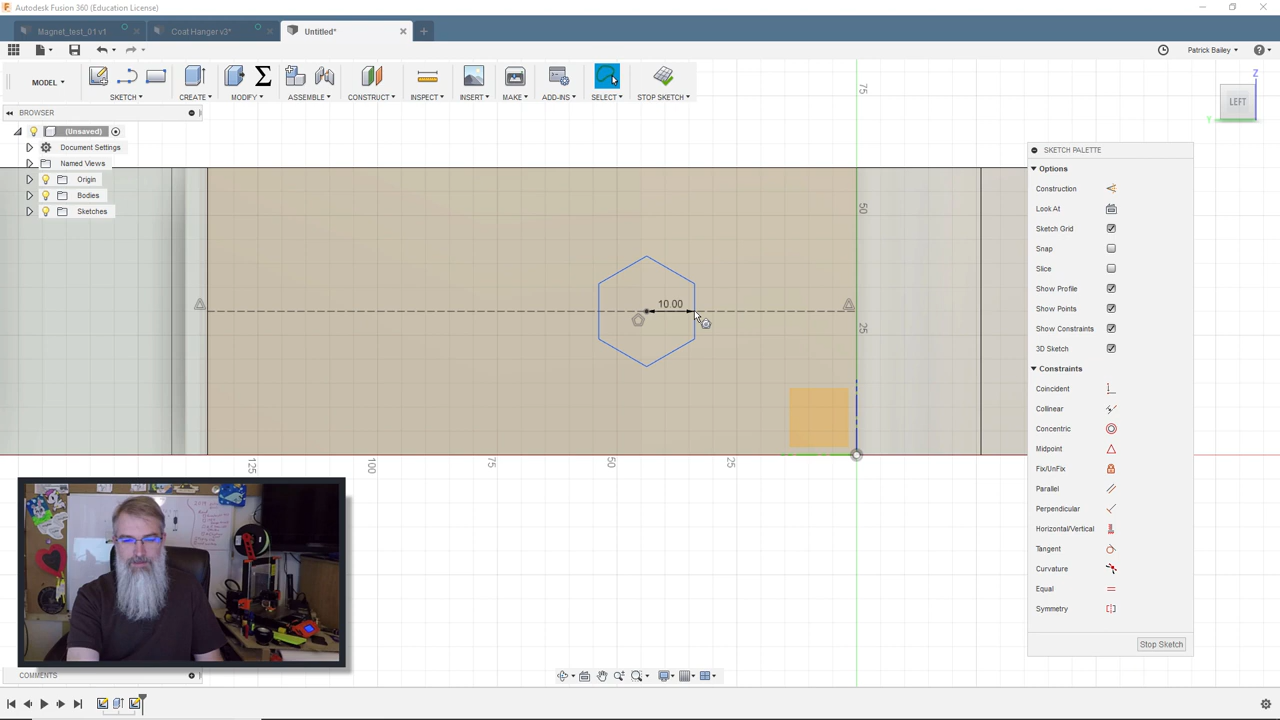 Autodesk Fusion 360 (Education License)
Magnet_test_01 v1
Coat Hanger v3*
Untitled*
Patrick Bailey
MODEL
SKETCH
CREATE
MODIFY
ASSEMBLE
CONSTRUCT
INSPECT
INSERT
MAKE
ADD-INS
SELECT
STOP SKETCH
BROWSER
(Unsaved)
Document Settings
Named Views
Origin
Bodies
Sketches
LEFT
Z
Y
75
50
25
10.00
125
100
75
50
25
SKETCH PALETTE
Options
Construction
Look At
Sketch Grid
Snap
Slice
Show Profile
Show Points
Show Constraints
3D Sketch
Constraints
Coincident
Collinear
Concentric
Midpoint
Fix/UnFix
Parallel
Perpendicular
Horizontal/Vertical
Tangent
Curvature
Equal
Symmetry
Stop Sketch
COMMENTS